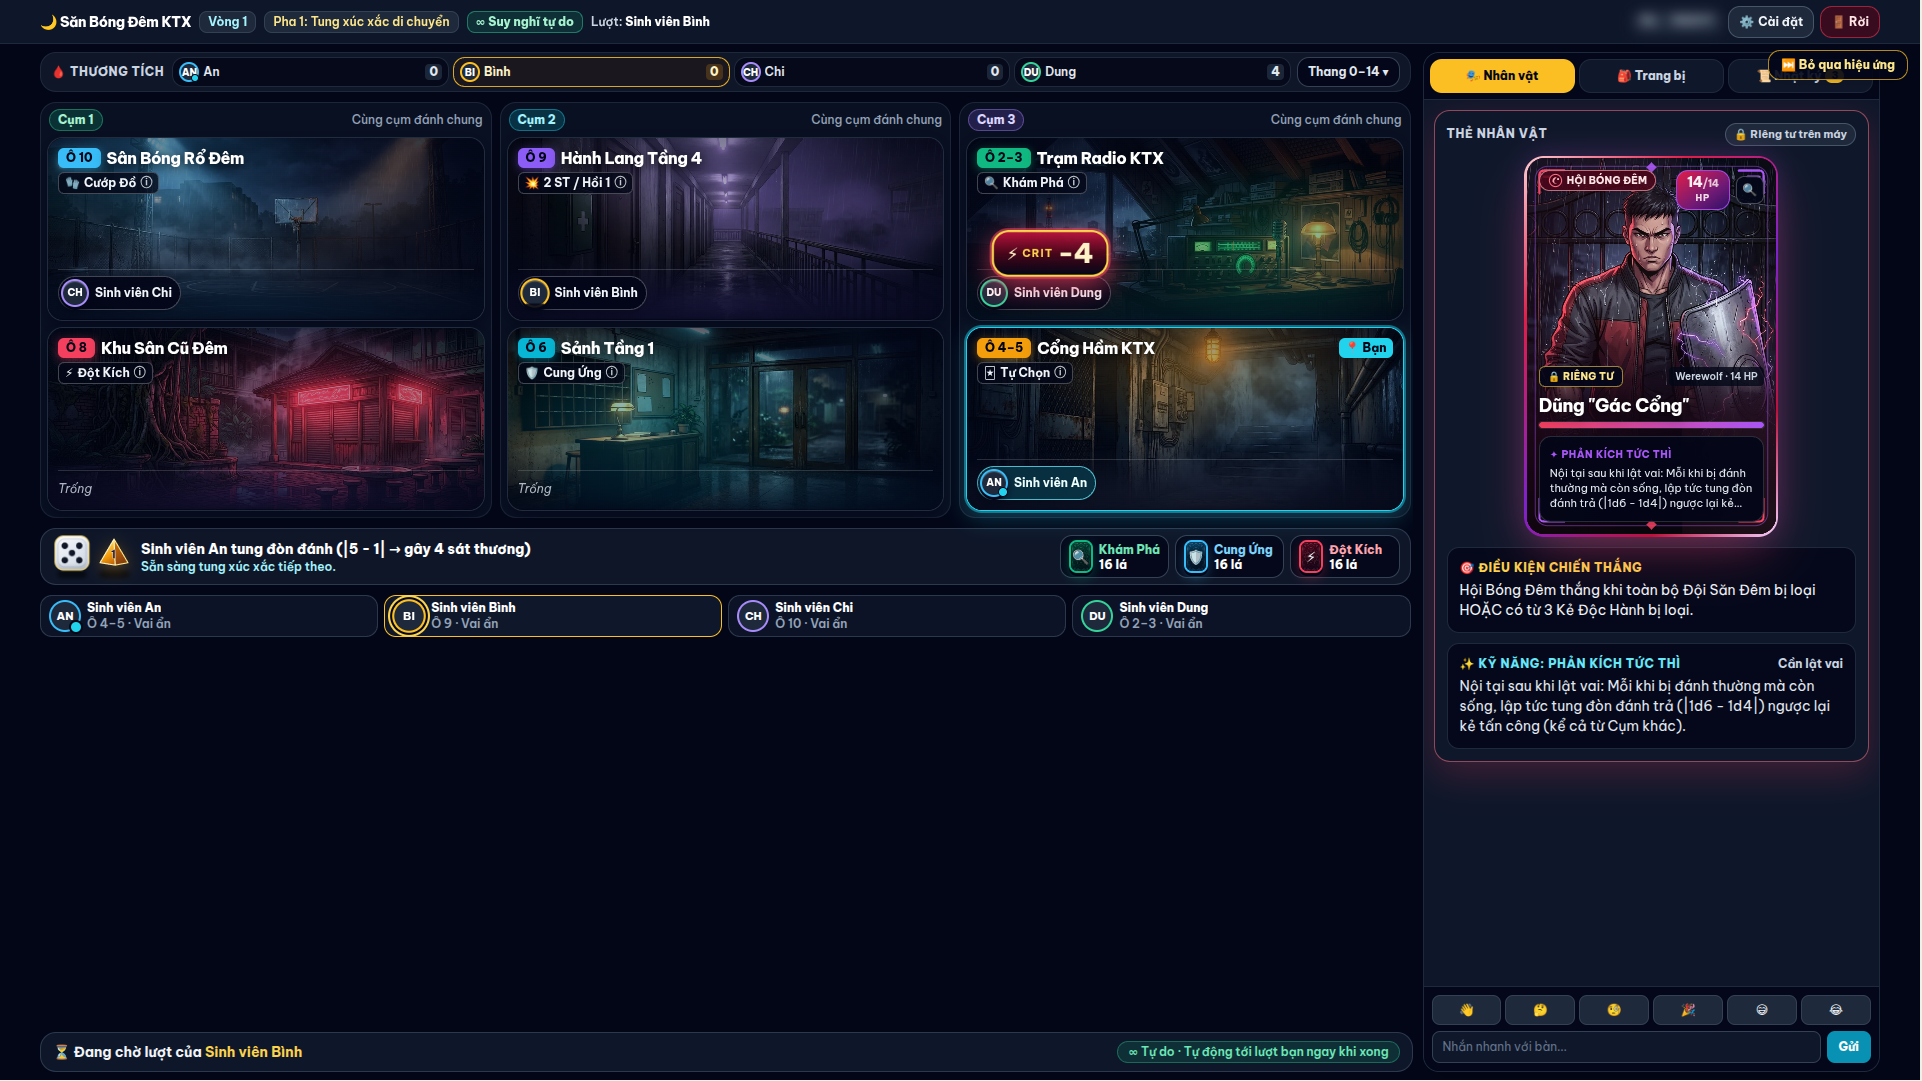 🌙 Săn Bóng Đêm KTX
Vòng 1
Pha 1: Tung xúc xắc di chuyển
∞ Suy nghĩ tự do
Lượt: Sinh viên Bình
⚙️ Cài đặt
🚪 Rời
🩸 THƯƠNG TÍCH
AN An 0
BI Bình 0
CH Chi 0
DU Dung 4
Thang 0–14 ▾
Cụm 1
Cùng cụm đánh chung
Ô 10 Sân Bóng Rổ Đêm
🧤 Cướp Đồ ⓘ
CH Sinh viên Chi
Ô 8 Khu Sân Cũ Đêm
⚡ Đột Kích ⓘ
Trống
Cụm 2
Cùng cụm đánh chung
Ô 9 Hành Lang Tầng 4
💥 2 ST / Hồi 1 ⓘ
BI Sinh viên Bình
Ô 6 Sảnh Tầng 1
🛡️ Cung Ứng ⓘ
Trống
Cụm 3
Cùng cụm đánh chung
Ô 2–3 Trạm Radio KTX
🔍 Khám Phá ⓘ
⚡ CRIT −4
DU Sinh viên Dung
Ô 4–5 Cổng Hầm KTX
📍 Bạn
🃏 Tự Chọn ⓘ
AN Sinh viên An
1
Sinh viên An tung đòn đánh (|5 - 1| → gây 4 sát thương)
Sẵn sàng tung xúc xắc tiếp theo.
Khám Phá
16 lá
Cung Ứng
16 lá
Đột Kích
16 lá
AN Sinh viên An
Ô 4–5 · Vai ẩn
BI Sinh viên Bình
Ô 9 · Vai ẩn
CH Sinh viên Chi
Ô 10 · Vai ẩn
DU Sinh viên Dung
Ô 2–3 · Vai ẩn
⏳ Đang chờ lượt của Sinh viên Bình
∞ Tự do · Tự động tới lượt bạn ngay khi xong
🎭 Nhân vật
🎒 Trang bị
⏩ Bỏ qua hiệu ứng
THẺ NHÂN VẬT
🔒 Riêng tư trên máy
HỘI BÓNG ĐÊM
14/14
HP
🔍
🔒 RIÊNG TƯ
Werewolf · 14 HP
Dũng "Gác Cổng"
✦ PHẢN KÍCH TỨC THÌ
Nội tại sau khi lật vai: Mỗi khi bị đánh
thường mà còn sống, lập tức tung đòn
đánh trả (|1d6 - 1d4|) ngược lại kẻ...
🎯 ĐIỀU KIỆN CHIẾN THẮNG
Hội Bóng Đêm thắng khi toàn bộ Đội Săn Đêm bị loại
HOẶC có từ 3 Kẻ Độc Hành bị loại.
✨ KỸ NĂNG: PHẢN KÍCH TỨC THÌ
Cần lật vai
Nội tại sau khi lật vai: Mỗi khi bị đánh thường mà còn
sống, lập tức tung đòn đánh trả (|1d6 - 1d4|) ngược lại
kẻ tấn công (kể cả từ Cụm khác).
Nhắn nhanh với bàn...
Gửi